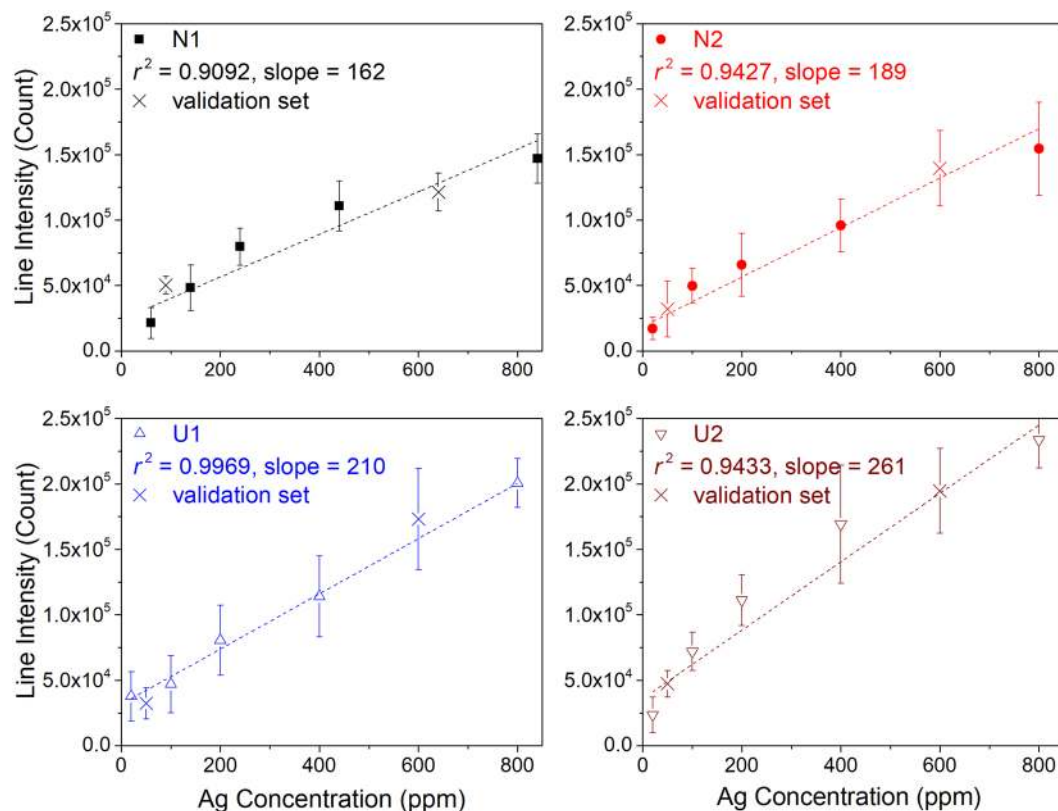 2.5x10⁵
2.0x10⁵
1.5x10⁵
1.0x10⁵
5.0x10⁴
0.0
Line Intensity (Count)
N1
r² = 0.9092, slope = 162
validation set
0 200 400 600 800
2.5x10⁵
2.0x10⁵
1.5x10⁵
1.0x10⁵
5.0x10⁴
0.0
N2
r² = 0.9427, slope = 189
validation set
0 200 400 600 800
2.5x10⁵
2.0x10⁵
1.5x10⁵
1.0x10⁵
5.0x10⁴
0.0
Line Intensity (Count)
U1
r² = 0.9969, slope = 210
validation set
0 200 400 600 800
Ag Concentration (ppm)
2.5x10⁵
2.0x10⁵
1.5x10⁵
1.0x10⁵
5.0x10⁴
0.0
U2
r² = 0.9433, slope = 261
validation set
0 200 400 600 800
Ag Concentration (ppm)